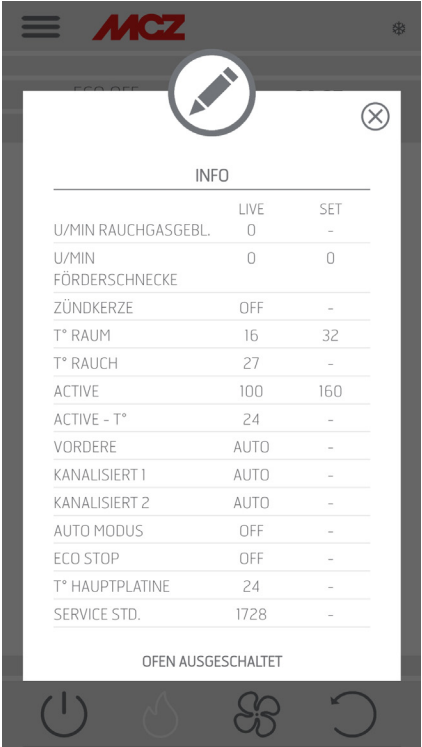 MCZ
INFO
LIVE SET
U/MIN RAUCHGASGEBL. 0 -
U/MIN 0 0
FÖRDERSCHNECKE
ZÜNDKERZE OFF -
T° RAUM 16 32
T° RAUCH 27 -
ACTIVE 100 160
ACTIVE - T° 24 -
VORDERE AUTO -
KANALISIERT 1 AUTO -
KANALISIERT 2 AUTO -
AUTO MODUS OFF -
ECO STOP OFF -
T° HAUPTPLATINE 24 -
SERVICE STD. 1728 -
OFEN AUSGESCHALTET